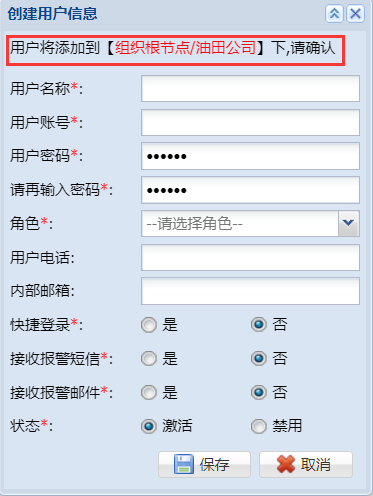 创建用户信息
用户将添加到【组织根节点/油田公司】下,请确认
用户名称*:
用户账号*:
用户密码*: ••••••
请再输入密码*: ••••••
角色*: --请选择角色--
用户电话:
内部邮箱:
快捷登录*: 是 否
接收报警短信*: 是 否
接收报警邮件*: 是 否
状态*: 激活 禁用
保存 取消